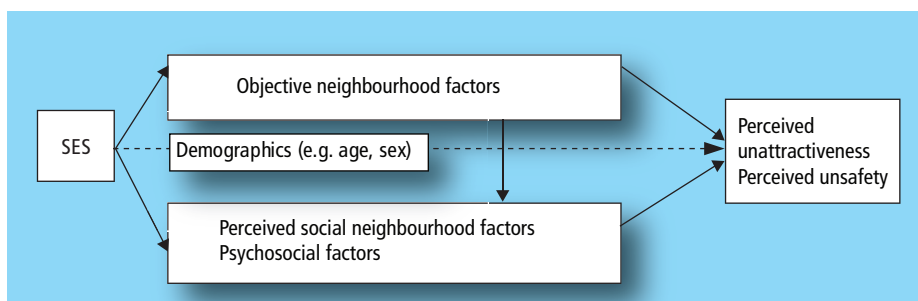 Objective neighbourhood factors
SES
Demographics (e.g. age, sex)
Perceived
unattractiveness
Perceived unsafety
Perceived social neighbourhood factors
Psychosocial factors